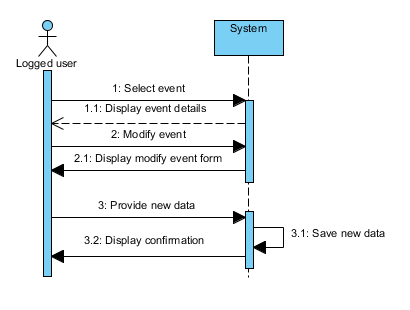 System
Logged user
1: Select event
1.1: Display event details
2: Modify event
2.1: Display modify event form
3: Provide new data
3.1: Save new data
3.2: Display confirmation